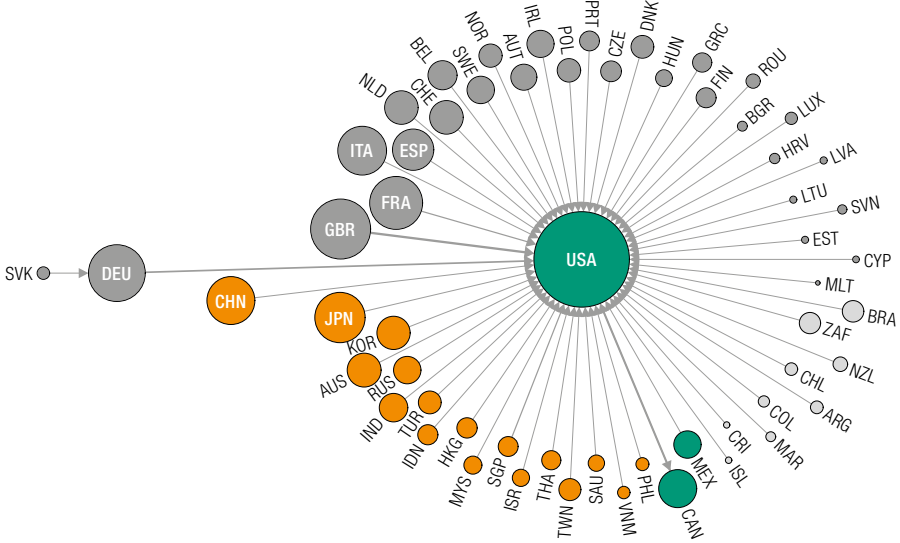 PRT
DNK
IRL
NOR
AUT
POL
CZE
HUN
GRC
BEL
SWE
FIN
ROU
NLD
CHE
BGR
LUX
ITA
ESP
HRV
LVA
FRA
LTU
SVN
GBR
EST
USA
CYP
SVK
DEU
MLT
CHN
JPN
BRA
ZAF
KOR
AUS
RUS
NZL
CHL
IND
TUR
ARG
COL
IDN
HKG
CRI
MAR
MYS
SGP
ISR
THA
TWN
SAU
VNM
PHL
MEX
ISL
CAN